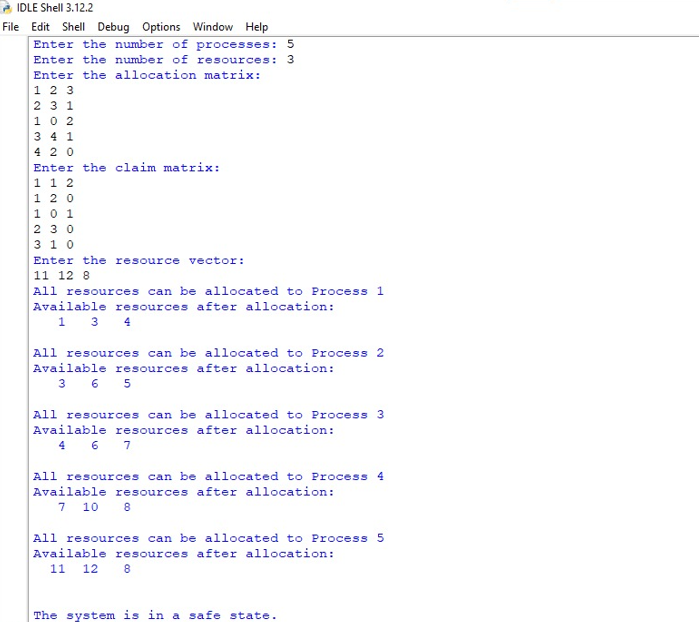 IDLE Shell 3.12.2
File Edit Shell Debug Options Window Help
Enter the number of processes: 5
Enter the number of resources: 3
Enter the allocation matrix:
1 2 3
2 3 1
1 0 2
3 4 1
4 2 0
Enter the claim matrix:
1 1 2
1 2 0
1 0 1
2 3 0
3 1 0
Enter the resource vector:
11 12 8
All resources can be allocated to Process 1
Available resources after allocation:
1 3 4
All resources can be allocated to Process 2
Available resources after allocation:
3 6 5
All resources can be allocated to Process 3
Available resources after allocation:
4 6 7
All resources can be allocated to Process 4
Available resources after allocation:
7 10 8
All resources can be allocated to Process 5
Available resources after allocation:
11 12 8
The system is in a safe state.